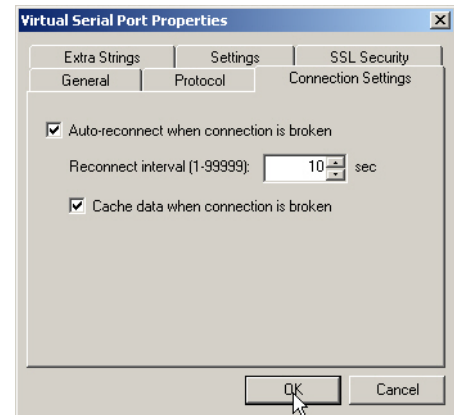 Virtual Serial Port Properties
Extra Strings Settings SSL Security
General Protocol Connection Settings
Auto-reconnect when connection is broken
Reconnect interval (1-99999): 10 sec
Cache data when connection is broken
OK Cancel